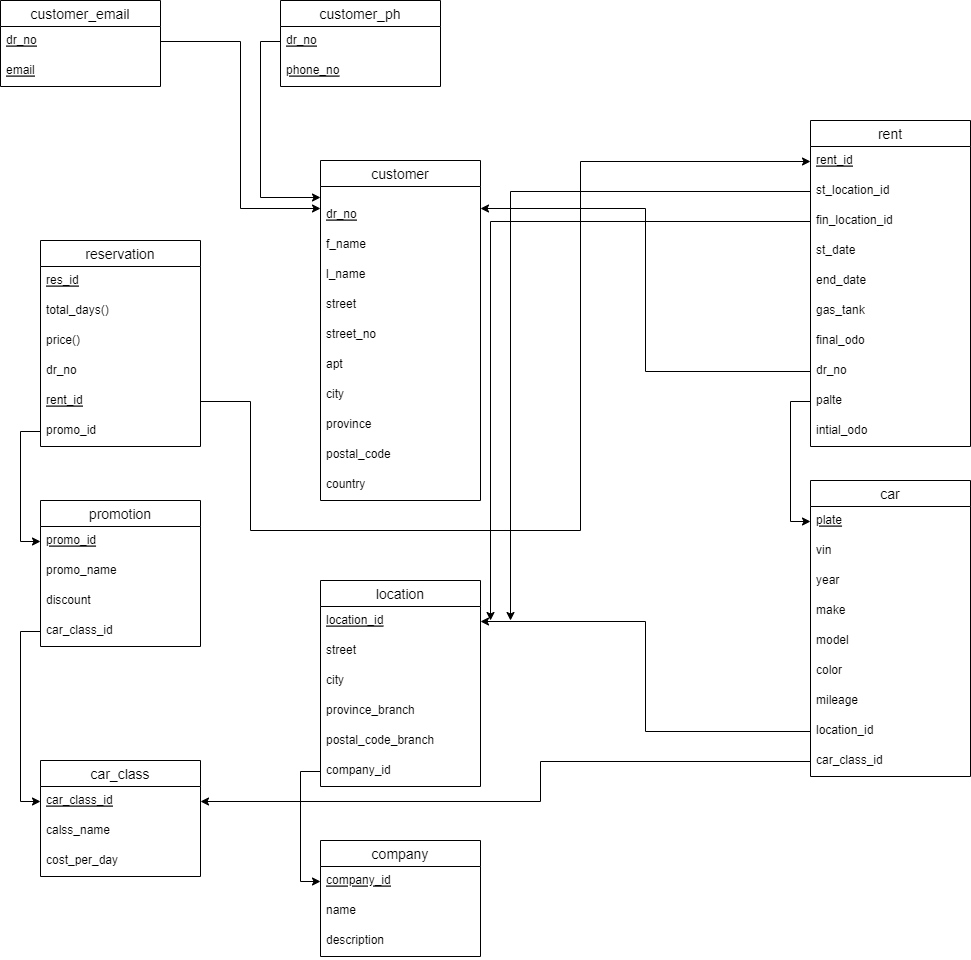 customer_email
dr_no
email
customer_ph
dr_no
phone_no
customer
dr_no
f_name
l_name
street
street_no
apt
city
province
postal_code
country
rent
rent_id
st_location_id
fin_location_id
st_date
end_date
gas_tank
final_odo
dr_no
palte
intial_odo
reservation
res_id
total_days()
price()
dr_no
rent_id
promo_id
promotion
promo_id
promo_name
discount
car_class_id
location
location_id
street
city
province_branch
postal_code_branch
company_id
car
plate
vin
year
make
model
color
mileage
location_id
car_class_id
car_class
car_class_id
calss_name
cost_per_day
company
company_id
name
description